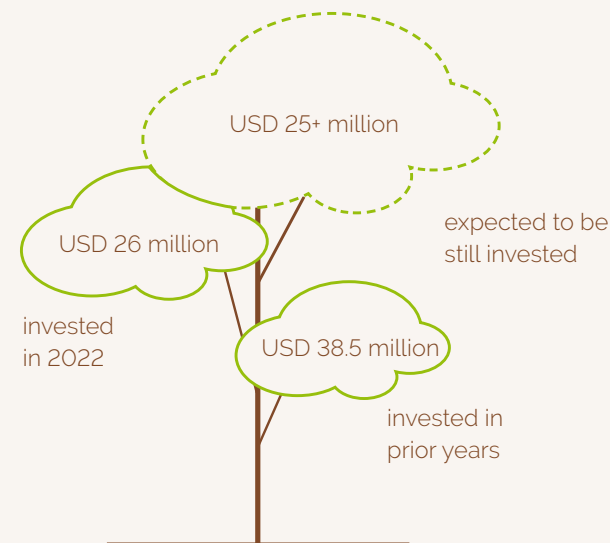 USD 25+ million
expected to be
still invested
USD 26 million
invested
in 2022
USD 38.5 million
invested in
prior years